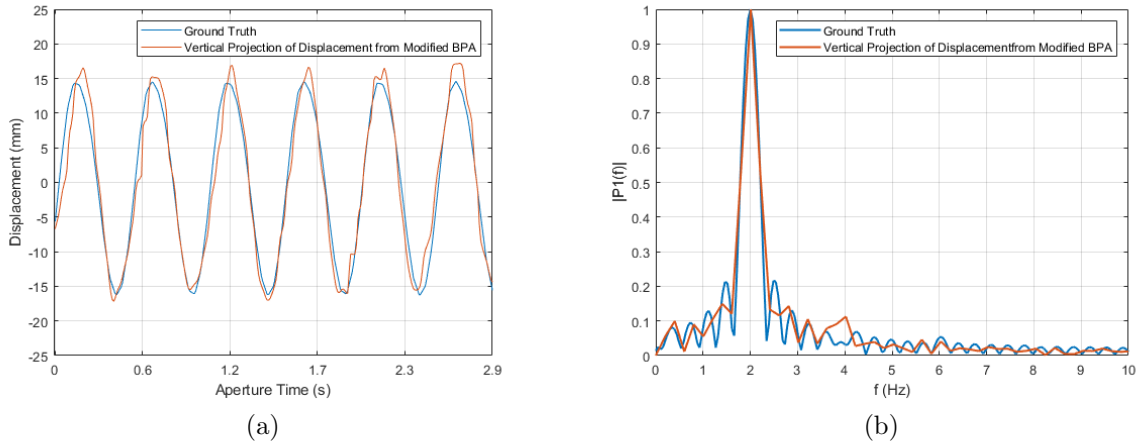 25
20
15
10
5
0
-5
-10
-15
-20
-25
Displacement (mm)
Ground Truth
Vertical Projection of Displacement from Modified BPA
0 0.6 1.2 1.7 2.3 2.9
Aperture Time (s)
(a)
1
0.9
0.8
0.7
0.6
0.5
0.4
0.3
0.2
0.1
0
|P1(f)|
Ground Truth
Vertical Projection of Displacementfrom Modified BPA
0 1 2 3 4 5 6 7 8 9 10
f (Hz)
(b)